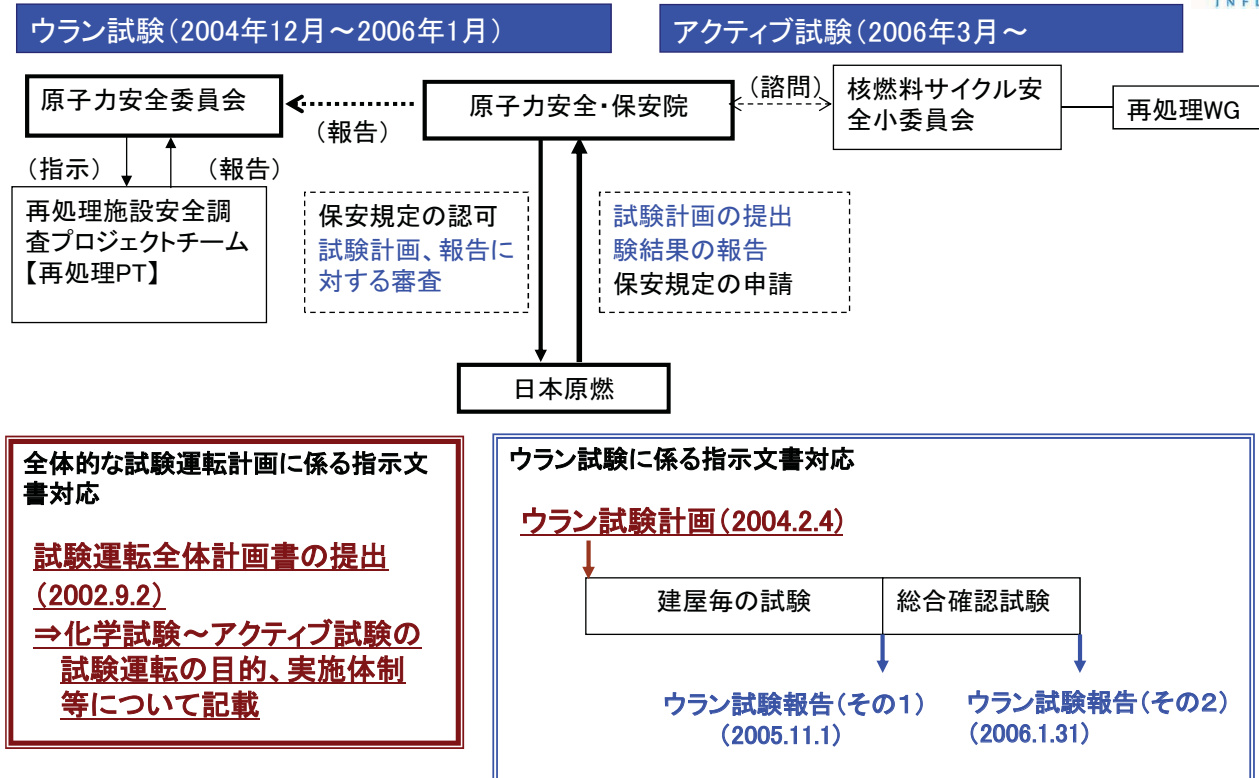 ウラン試験(2004年12月~2006年1月)
アクティブ試験(2006年3月~
原子力安全委員会
(報告)
原子力安全・保安院
(諮問)
核燃料サイクル安
全小委員会
再処理WG
(指示)
(報告)
再処理施設安全調
査プロジェクトチーム
【再処理PT】
保安規定の認可
試験計画、報告に
対する審査
試験計画の提出
験結果の報告
保安規定の申請
日本原燃
全体的な試験運転計画に係る指示文
書対応
試験運転全体計画書の提出
(2002.9.2)
⇒化学試験~アクティブ試験の
試験運転の目的、実施体制
等について記載
ウラン試験に係る指示文書対応
ウラン試験計画(2004.2.4)
建屋毎の試験
総合確認試験
ウラン試験報告(その1)
(2005.11.1)
ウラン試験報告(その2)
(2006.1.31)